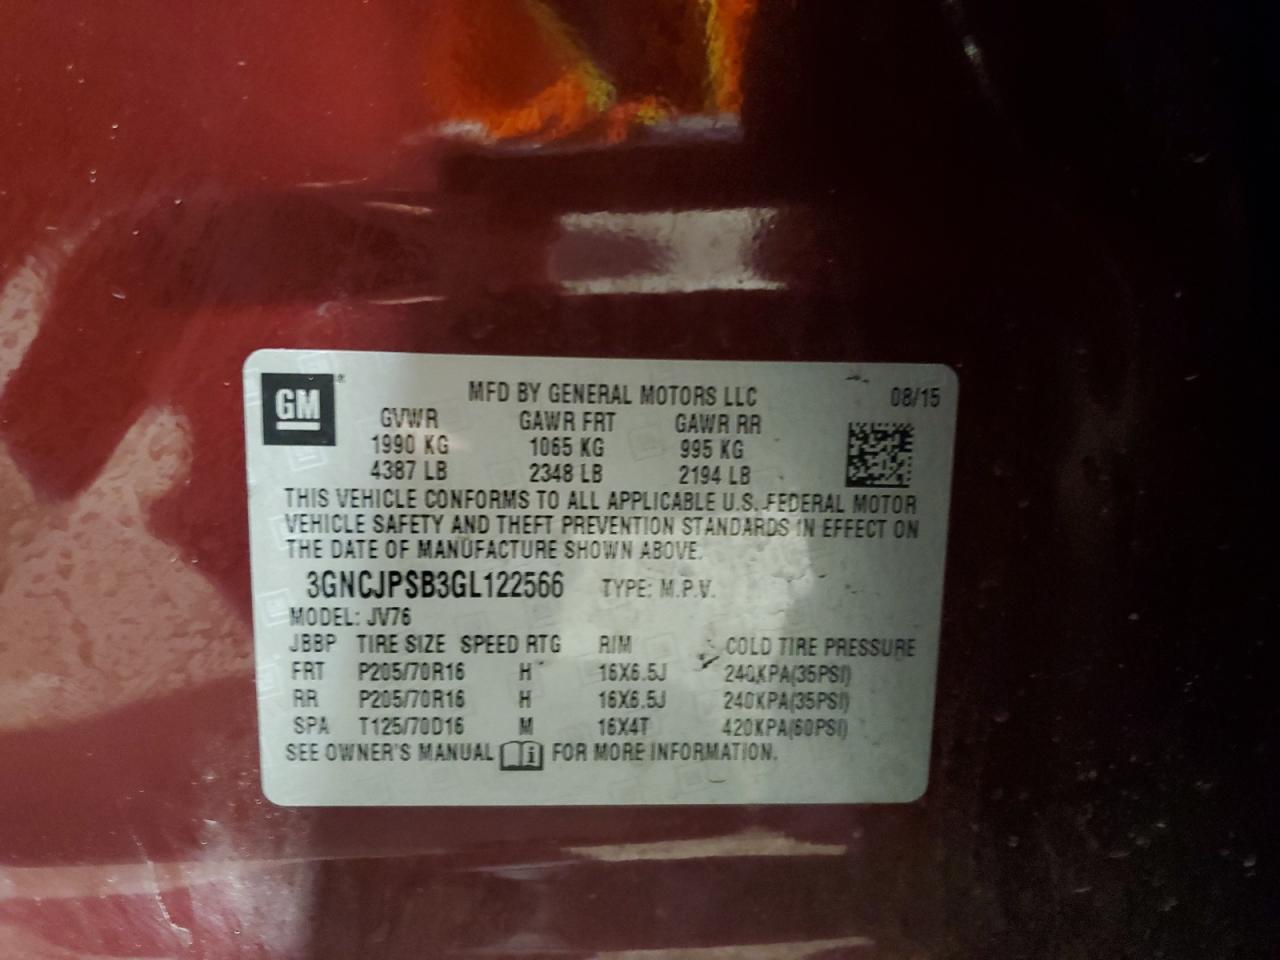 GM ®
MFD BY GENERAL MOTORS LLC 08/15
GVWR GAWR FRT GAWR RR
1990 KG 1065 KG 995 KG
4387 LB 2348 LB 2194 LB
THIS VEHICLE CONFORMS TO ALL APPLICABLE U.S. FEDERAL MOTOR
VEHICLE SAFETY AND THEFT PREVENTION STANDARDS IN EFFECT ON
THE DATE OF MANUFACTURE SHOWN ABOVE.
3GNCJPSB3GL122566 TYPE: M.P.V.
MODEL: JV76
JBBP TIRE SIZE SPEED RTG RIM COLD TIRE PRESSURE
FRT P205/70R16 H 16X6.5J 240KPA(35PSI)
RR P205/70R16 H 16X6.5J 240KPA(35PSI)
SPA T125/70D16 M 16X4T 420KPA(60PSI)
SEE OWNER'S MANUAL i FOR MORE INFORMATION.